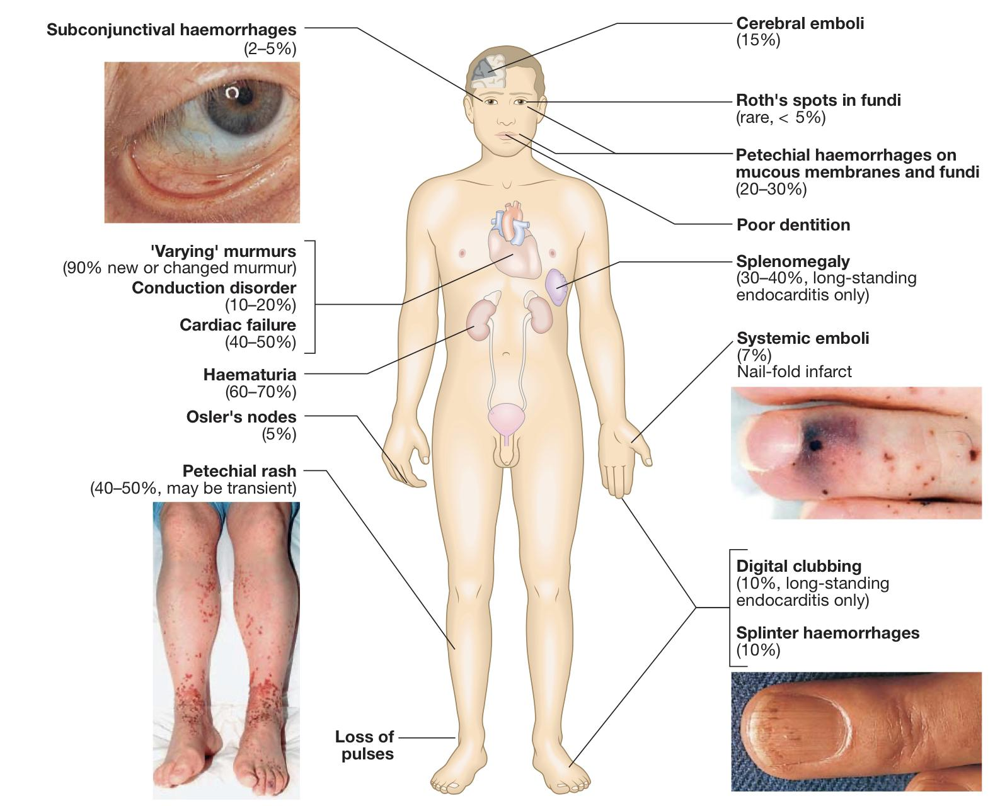 Subconjunctival haemorrhages
(2–5%)
'Varying' murmurs
(90% new or changed murmur)
Conduction disorder
(10–20%)
Cardiac failure
(40–50%)
Haematuria
(60–70%)
Osler's nodes
(5%)
Petechial rash
(40–50%, may be transient)
Loss of
pulses
Cerebral emboli
(15%)
Roth's spots in fundi
(rare, < 5%)
Petechial haemorrhages on
mucous membranes and fundi
(20–30%)
Poor dentition
Splenomegaly
(30–40%, long-standing
endocarditis only)
Systemic emboli
(7%)
Nail-fold infarct
Digital clubbing
(10%, long-standing
endocarditis only)
Splinter haemorrhages
(10%)